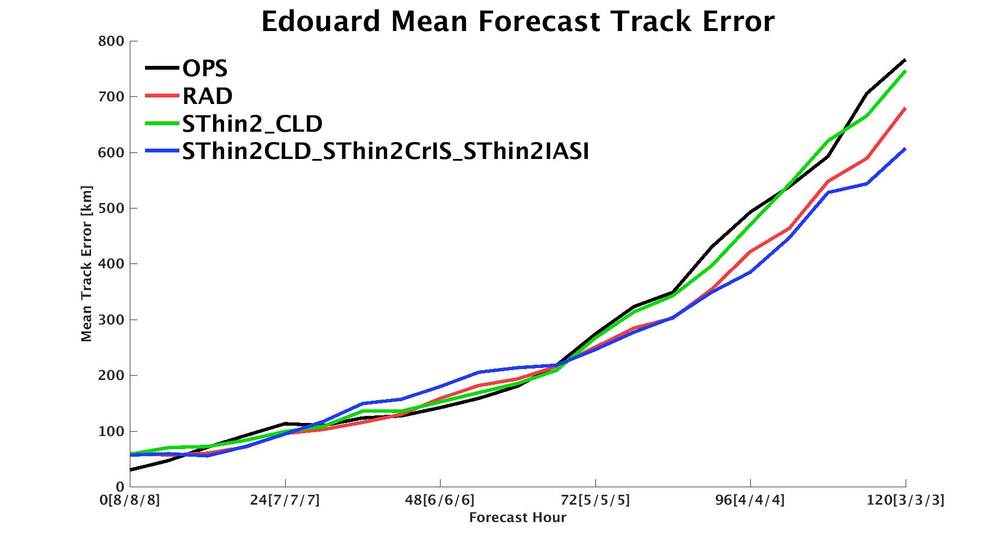 Edouard Mean Forecast Track Error
800
700
600
500
400
300
200
100
0
Mean Track Error [km]
OPS
RAD
SThin2_CLD
SThin2CLD_SThin2CrIS_SThin2IASI
0[8/8/8] 24[7/7/7] 48[6/6/6] 72[5/5/5] 96[4/4/4] 120[3/3/3]
Forecast Hour